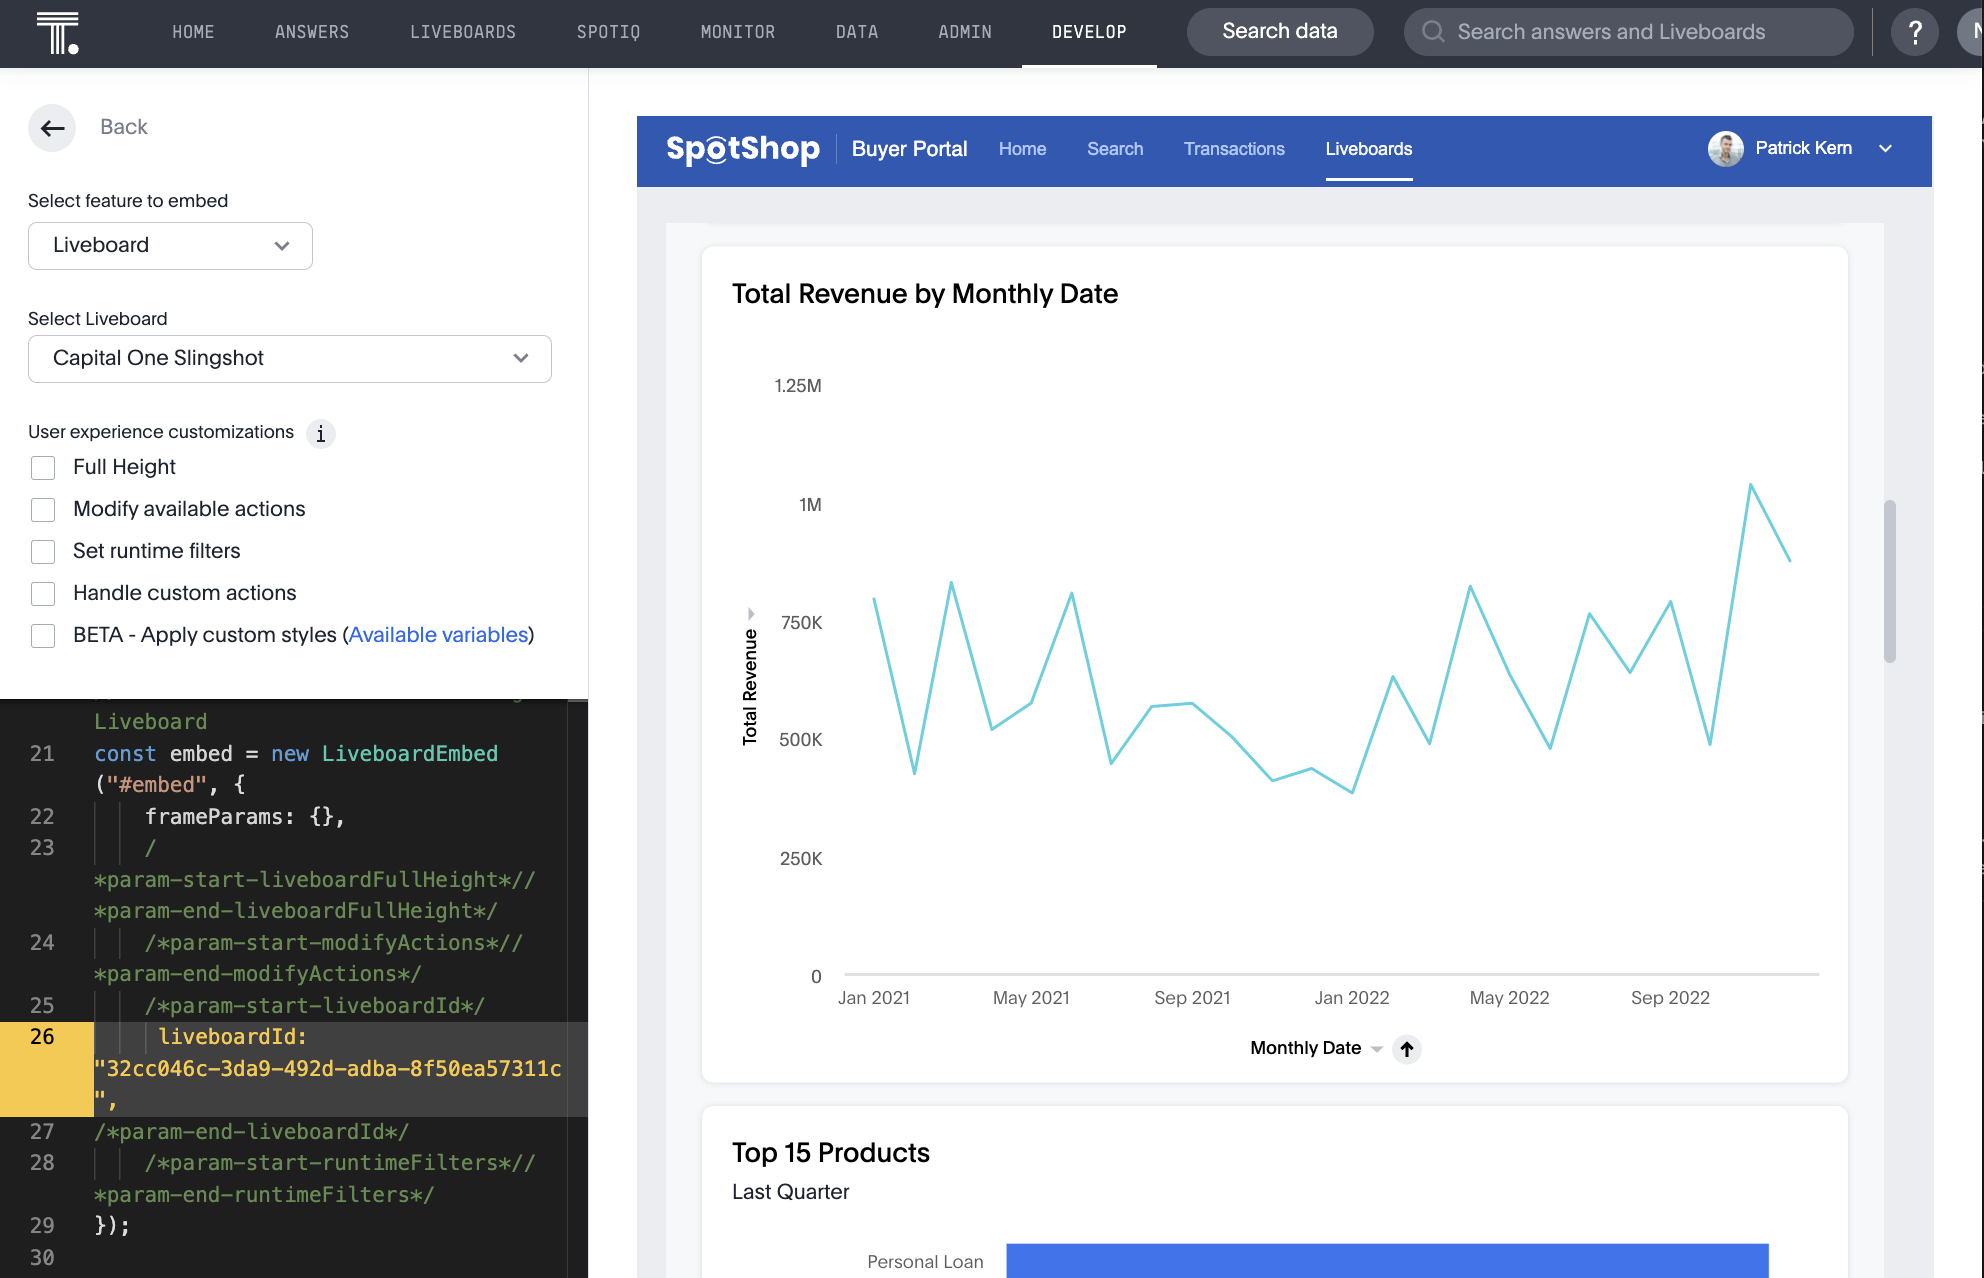 HOME ANSWERS LIVEBOARDS SPOTIQ MONITOR DATA ADMIN DEVELOP Search data Search answers and Liveboards ?
Back
Select feature to embed
Liveboard
Select Liveboard
Capital One Slingshot
User experience customizations i
Full Height
Modify available actions
Set runtime filters
Handle custom actions
BETA - Apply custom styles (Available variables)
Liveboard
21 const embed = new LiveboardEmbed
("#embed", {
22 frameParams: {},
23 /
*param-start-liveboardFullHeight*//
*param-end-liveboardFullHeight*/
24 /*param-start-modifyActions*//
*param-end-modifyActions*/
25 /*param-start-liveboardId*/
26 liveboardId:
"32cc046c-3da9-492d-adba-8f50ea57311c
",
27 /*param-end-liveboardId*/
28 /*param-start-runtimeFilters*//
*param-end-runtimeFilters*/
29 });
30
SpotShop Buyer Portal Home Search Transactions Liveboards Patrick Kern
Total Revenue by Monthly Date
1.25M
1M
750K
500K
250K
0
Total Revenue
Jan 2021 May 2021 Sep 2021 Jan 2022 May 2022 Sep 2022
Monthly Date
Top 15 Products
Last Quarter
Personal Loan